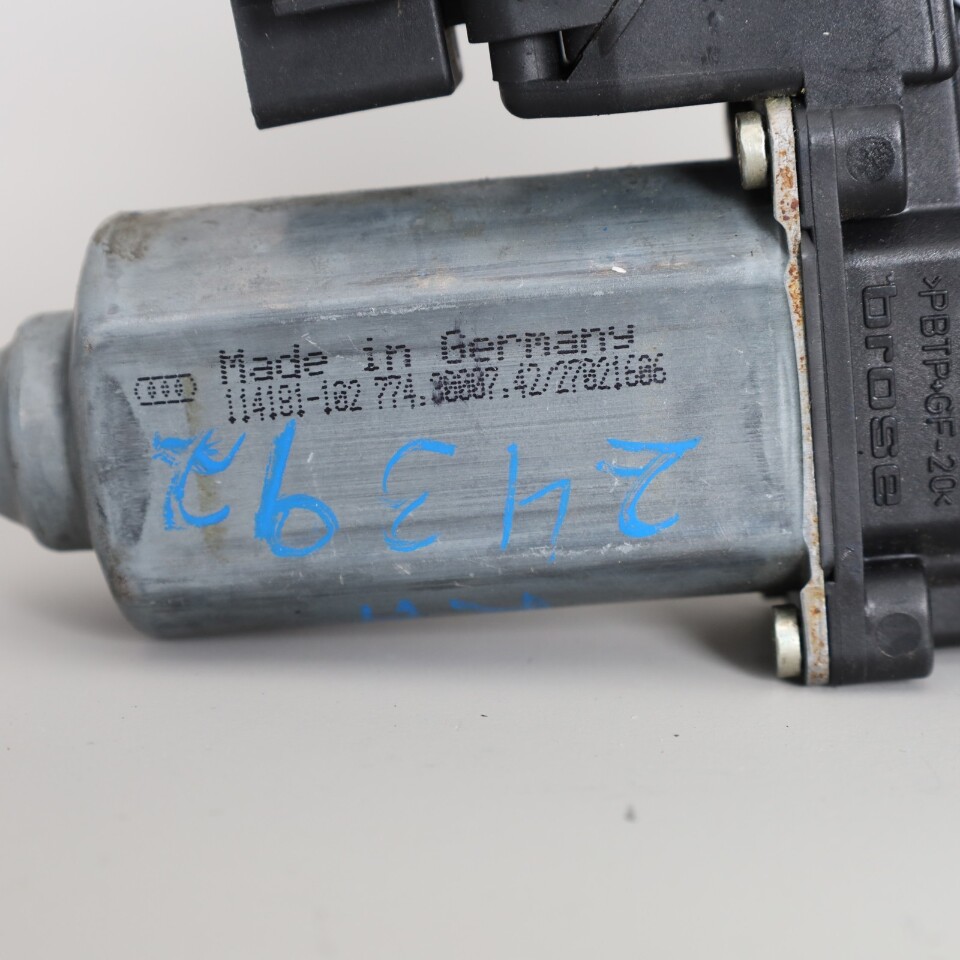 Made in Germany
114181-102 774.00007.42/27021606
24392
>PBTP•GF-20<
brose